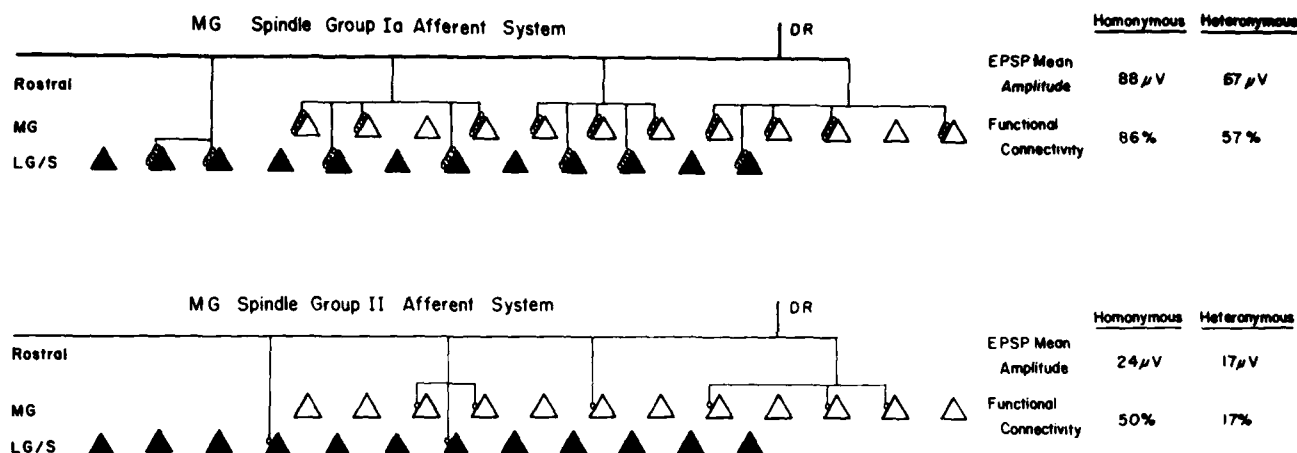 MG Spindle Group Ia Afferent System
DR
Homonymous Heteronymous
Rostral
EPSP Mean
Amplitude
88 μV 67 μV
MG
Functional
Connectivity
86% 57%
LG/S
MG Spindle Group II Afferent System
DR
Homonymous Heteronymous
Rostral
EPSP Mean
Amplitude
24 μV 17 μV
MG
Functional
Connectivity
50% 17%
LG/S